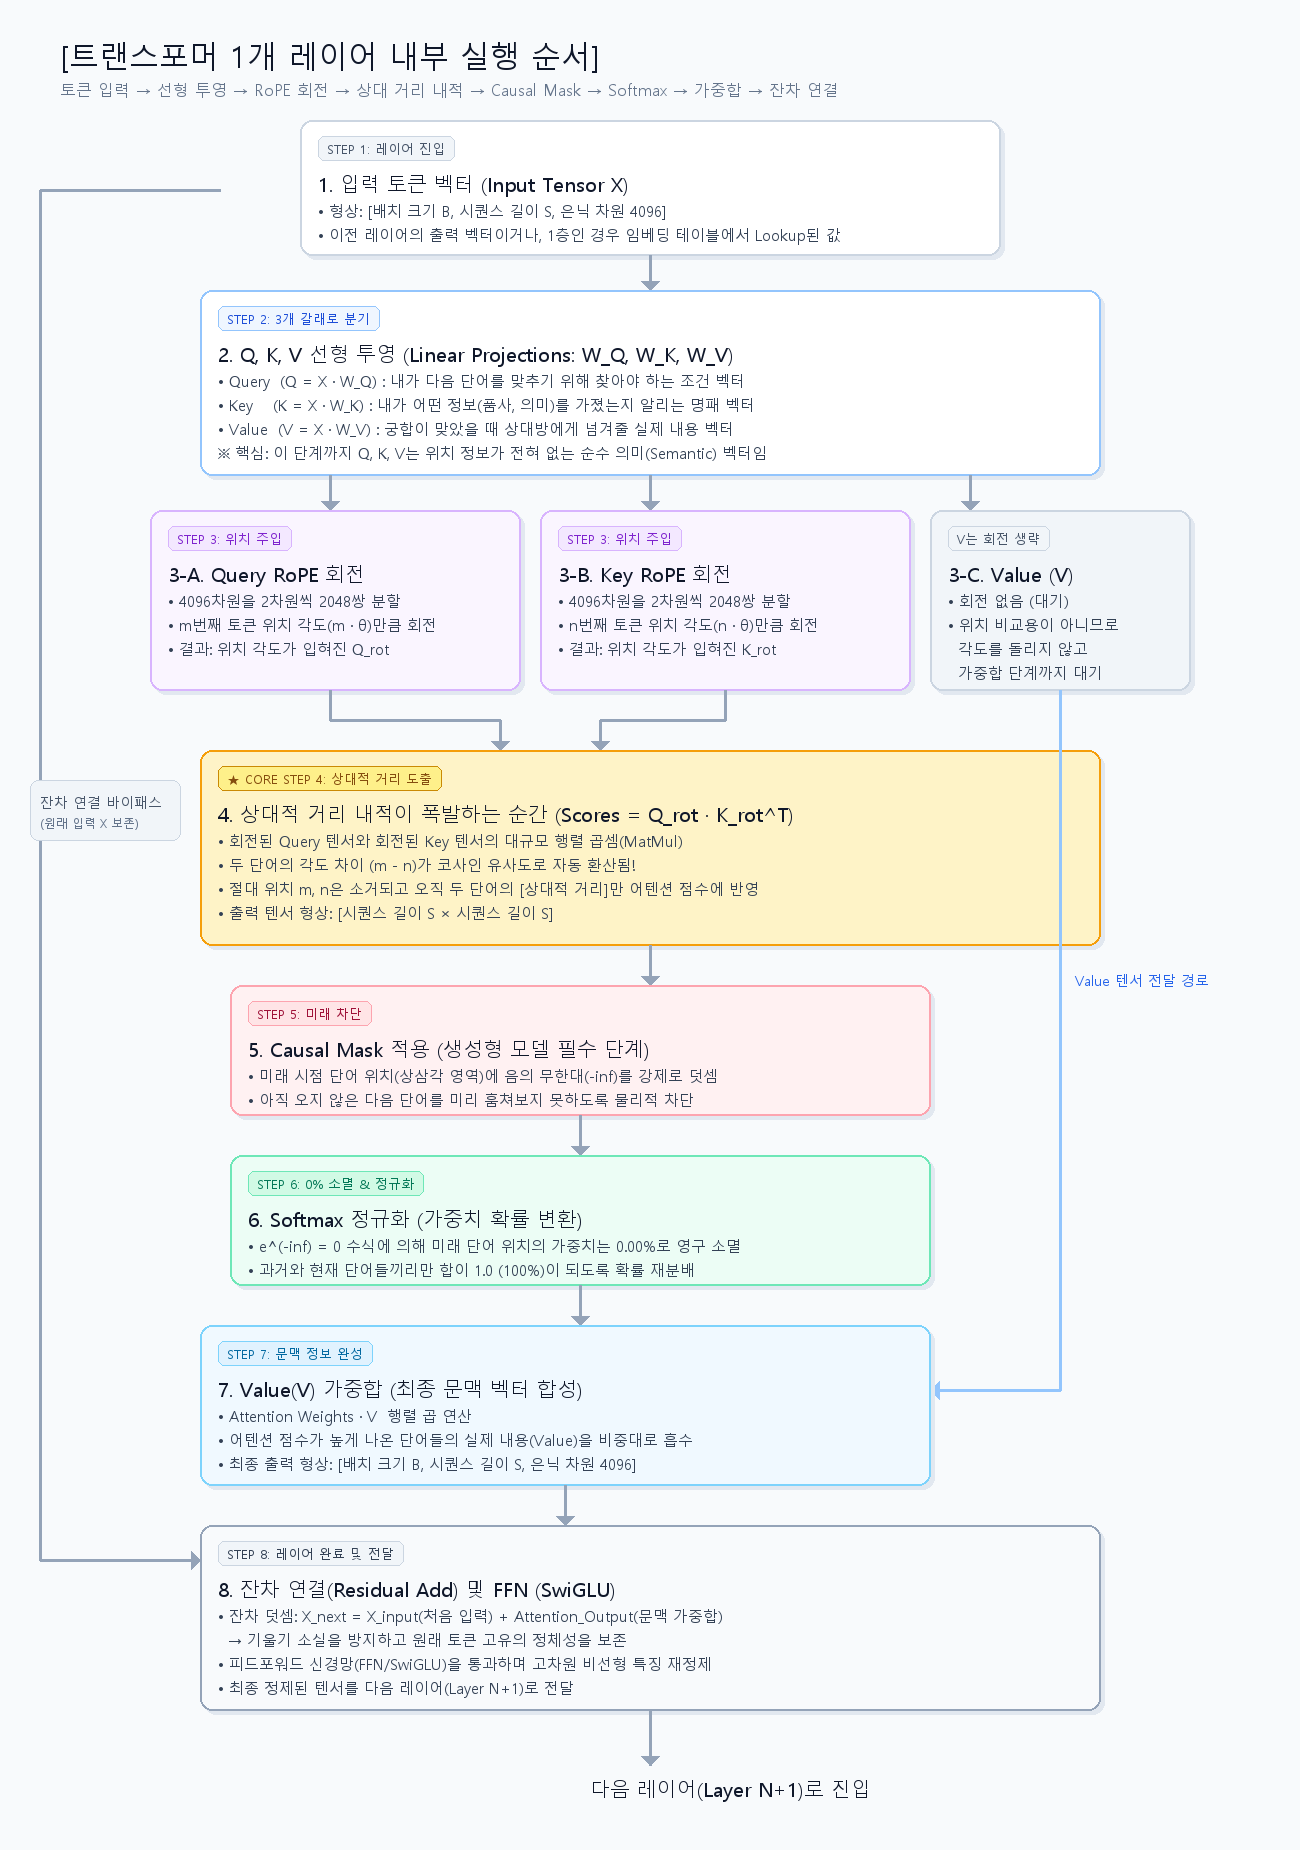 [트랜스포머 1개 레이어 내부 실행 순서]
토큰 입력 → 선형 투영 → RoPE 회전 → 상대 거리 내적 → Causal Mask → Softmax → 가중합 → 잔차 연결
STEP 1: 레이어 진입
1. 입력 토큰 벡터 (Input Tensor X)
• 형상: [배치 크기 B, 시퀀스 길이 S, 은닉 차원 4096]
• 이전 레이어의 출력 벡터이거나, 1층인 경우 임베딩 테이블에서 Lookup된 값
STEP 2: 3개 갈래로 분기
2. Q, K, V 선형 투영 (Linear Projections: W_Q, W_K, W_V)
• Query (Q = X · W_Q) : 내가 다음 단어를 맞추기 위해 찾아야 하는 조건 벡터
• Key (K = X · W_K) : 내가 어떤 정보(품사, 의미)를 가졌는지 알리는 명패 벡터
• Value (V = X · W_V) : 궁합이 맞았을 때 상대방에게 넘겨줄 실제 내용 벡터
※ 핵심: 이 단계까지 Q, K, V는 위치 정보가 전혀 없는 순수 의미(Semantic) 벡터임
STEP 3: 위치 주입
3-A. Query RoPE 회전
• 4096차원을 2차원씩 2048쌍 분할
• m번째 토큰 위치 각도(m · θ)만큼 회전
• 결과: 위치 각도가 입혀진 Q_rot
STEP 3: 위치 주입
3-B. Key RoPE 회전
• 4096차원을 2차원씩 2048쌍 분할
• n번째 토큰 위치 각도(n · θ)만큼 회전
• 결과: 위치 각도가 입혀진 K_rot
V는 회전 생략
3-C. Value (V)
• 회전 없음 (대기)
• 위치 비교용이 아니므로
각도를 돌리지 않고
가중합 단계까지 대기
★ CORE STEP 4: 상대적 거리 도출
4. 상대적 거리 내적이 폭발하는 순간 (Scores = Q_rot · K_rot^T)
• 회전된 Query 텐서와 회전된 Key 텐서의 대규모 행렬 곱셈(MatMul)
• 두 단어의 각도 차이 (m - n)가 코사인 유사도로 자동 환산됨!
• 절대 위치 m, n은 소거되고 오직 두 단어의 [상대적 거리]만 어텐션 점수에 반영
• 출력 텐서 형상: [시퀀스 길이 S × 시퀀스 길이 S]
잔차 연결 바이패스
(원래 입력 X 보존)
Value 텐서 전달 경로
STEP 5: 미래 차단
5. Causal Mask 적용 (생성형 모델 필수 단계)
• 미래 시점 단어 위치(상삼각 영역)에 음의 무한대(-inf)를 강제로 덧셈
• 아직 오지 않은 다음 단어를 미리 훔쳐보지 못하도록 물리적 차단
STEP 6: 0% 소멸 & 정규화
6. Softmax 정규화 (가중치 확률 변환)
• e^(-inf) = 0 수식에 의해 미래 단어 위치의 가중치는 0.00%로 영구 소멸
• 과거와 현재 단어들끼리만 합이 1.0 (100%)이 되도록 확률 재분배
STEP 7: 문맥 정보 완성
7. Value(V) 가중합 (최종 문맥 벡터 합성)
• Attention Weights · V 행렬 곱 연산
• 어텐션 점수가 높게 나온 단어들의 실제 내용(Value)을 비중대로 흡수
• 최종 출력 형상: [배치 크기 B, 시퀀스 길이 S, 은닉 차원 4096]
STEP 8: 레이어 완료 및 전달
8. 잔차 연결(Residual Add) 및 FFN (SwiGLU)
• 잔차 덧셈: X_next = X_input(처음 입력) + Attention_Output(문맥 가중합)
→ 기울기 소실을 방지하고 원래 토큰 고유의 정체성을 보존
• 피드포워드 신경망(FFN/SwiGLU)을 통과하며 고차원 비선형 특징 재정제
• 최종 정제된 텐서를 다음 레이어(Layer N+1)로 전달
다음 레이어(Layer N+1)로 진입